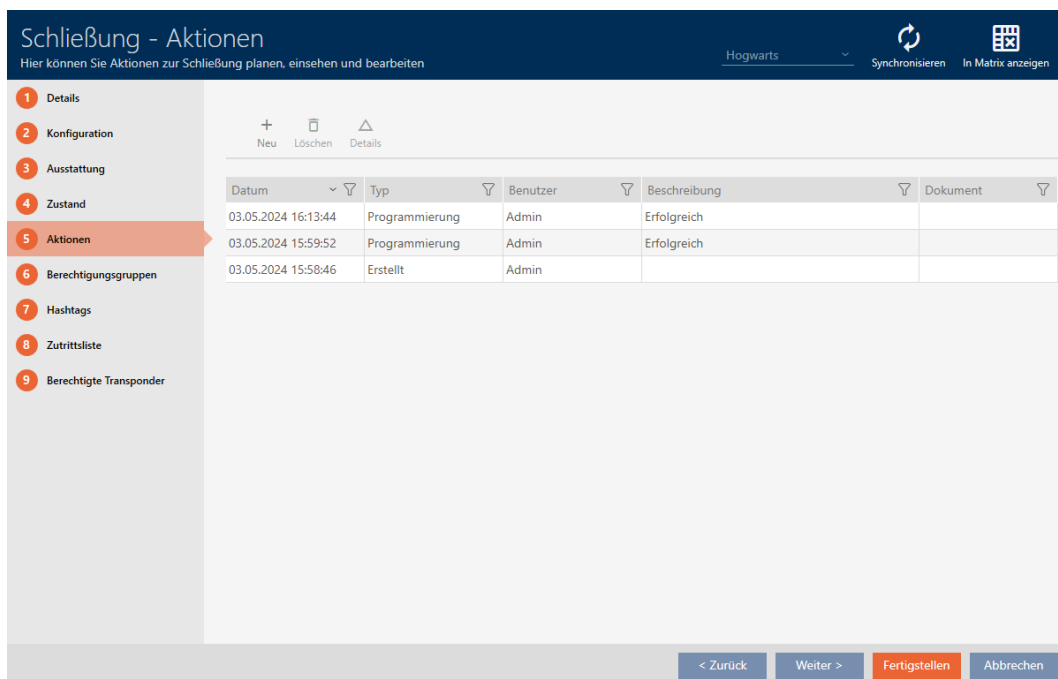 Schließung - Aktionen
Hier können Sie Aktionen zur Schließung planen, einsehen und bearbeiten
Hogwarts
Synchronisieren
In Matrix anzeigen
1 Details
2 Konfiguration
3 Ausstattung
4 Zustand
5 Aktionen
6 Berechtigungsgruppen
7 Hashtags
8 Zutrittsliste
9 Berechtigte Transponder
Neu Löschen Details
Datum Typ Benutzer Beschreibung Dokument
03.05.2024 16:13:44 Programmierung Admin Erfolgreich
03.05.2024 15:59:52 Programmierung Admin Erfolgreich
03.05.2024 15:58:46 Erstellt Admin
< Zurück Weiter > Fertigstellen Abbrechen